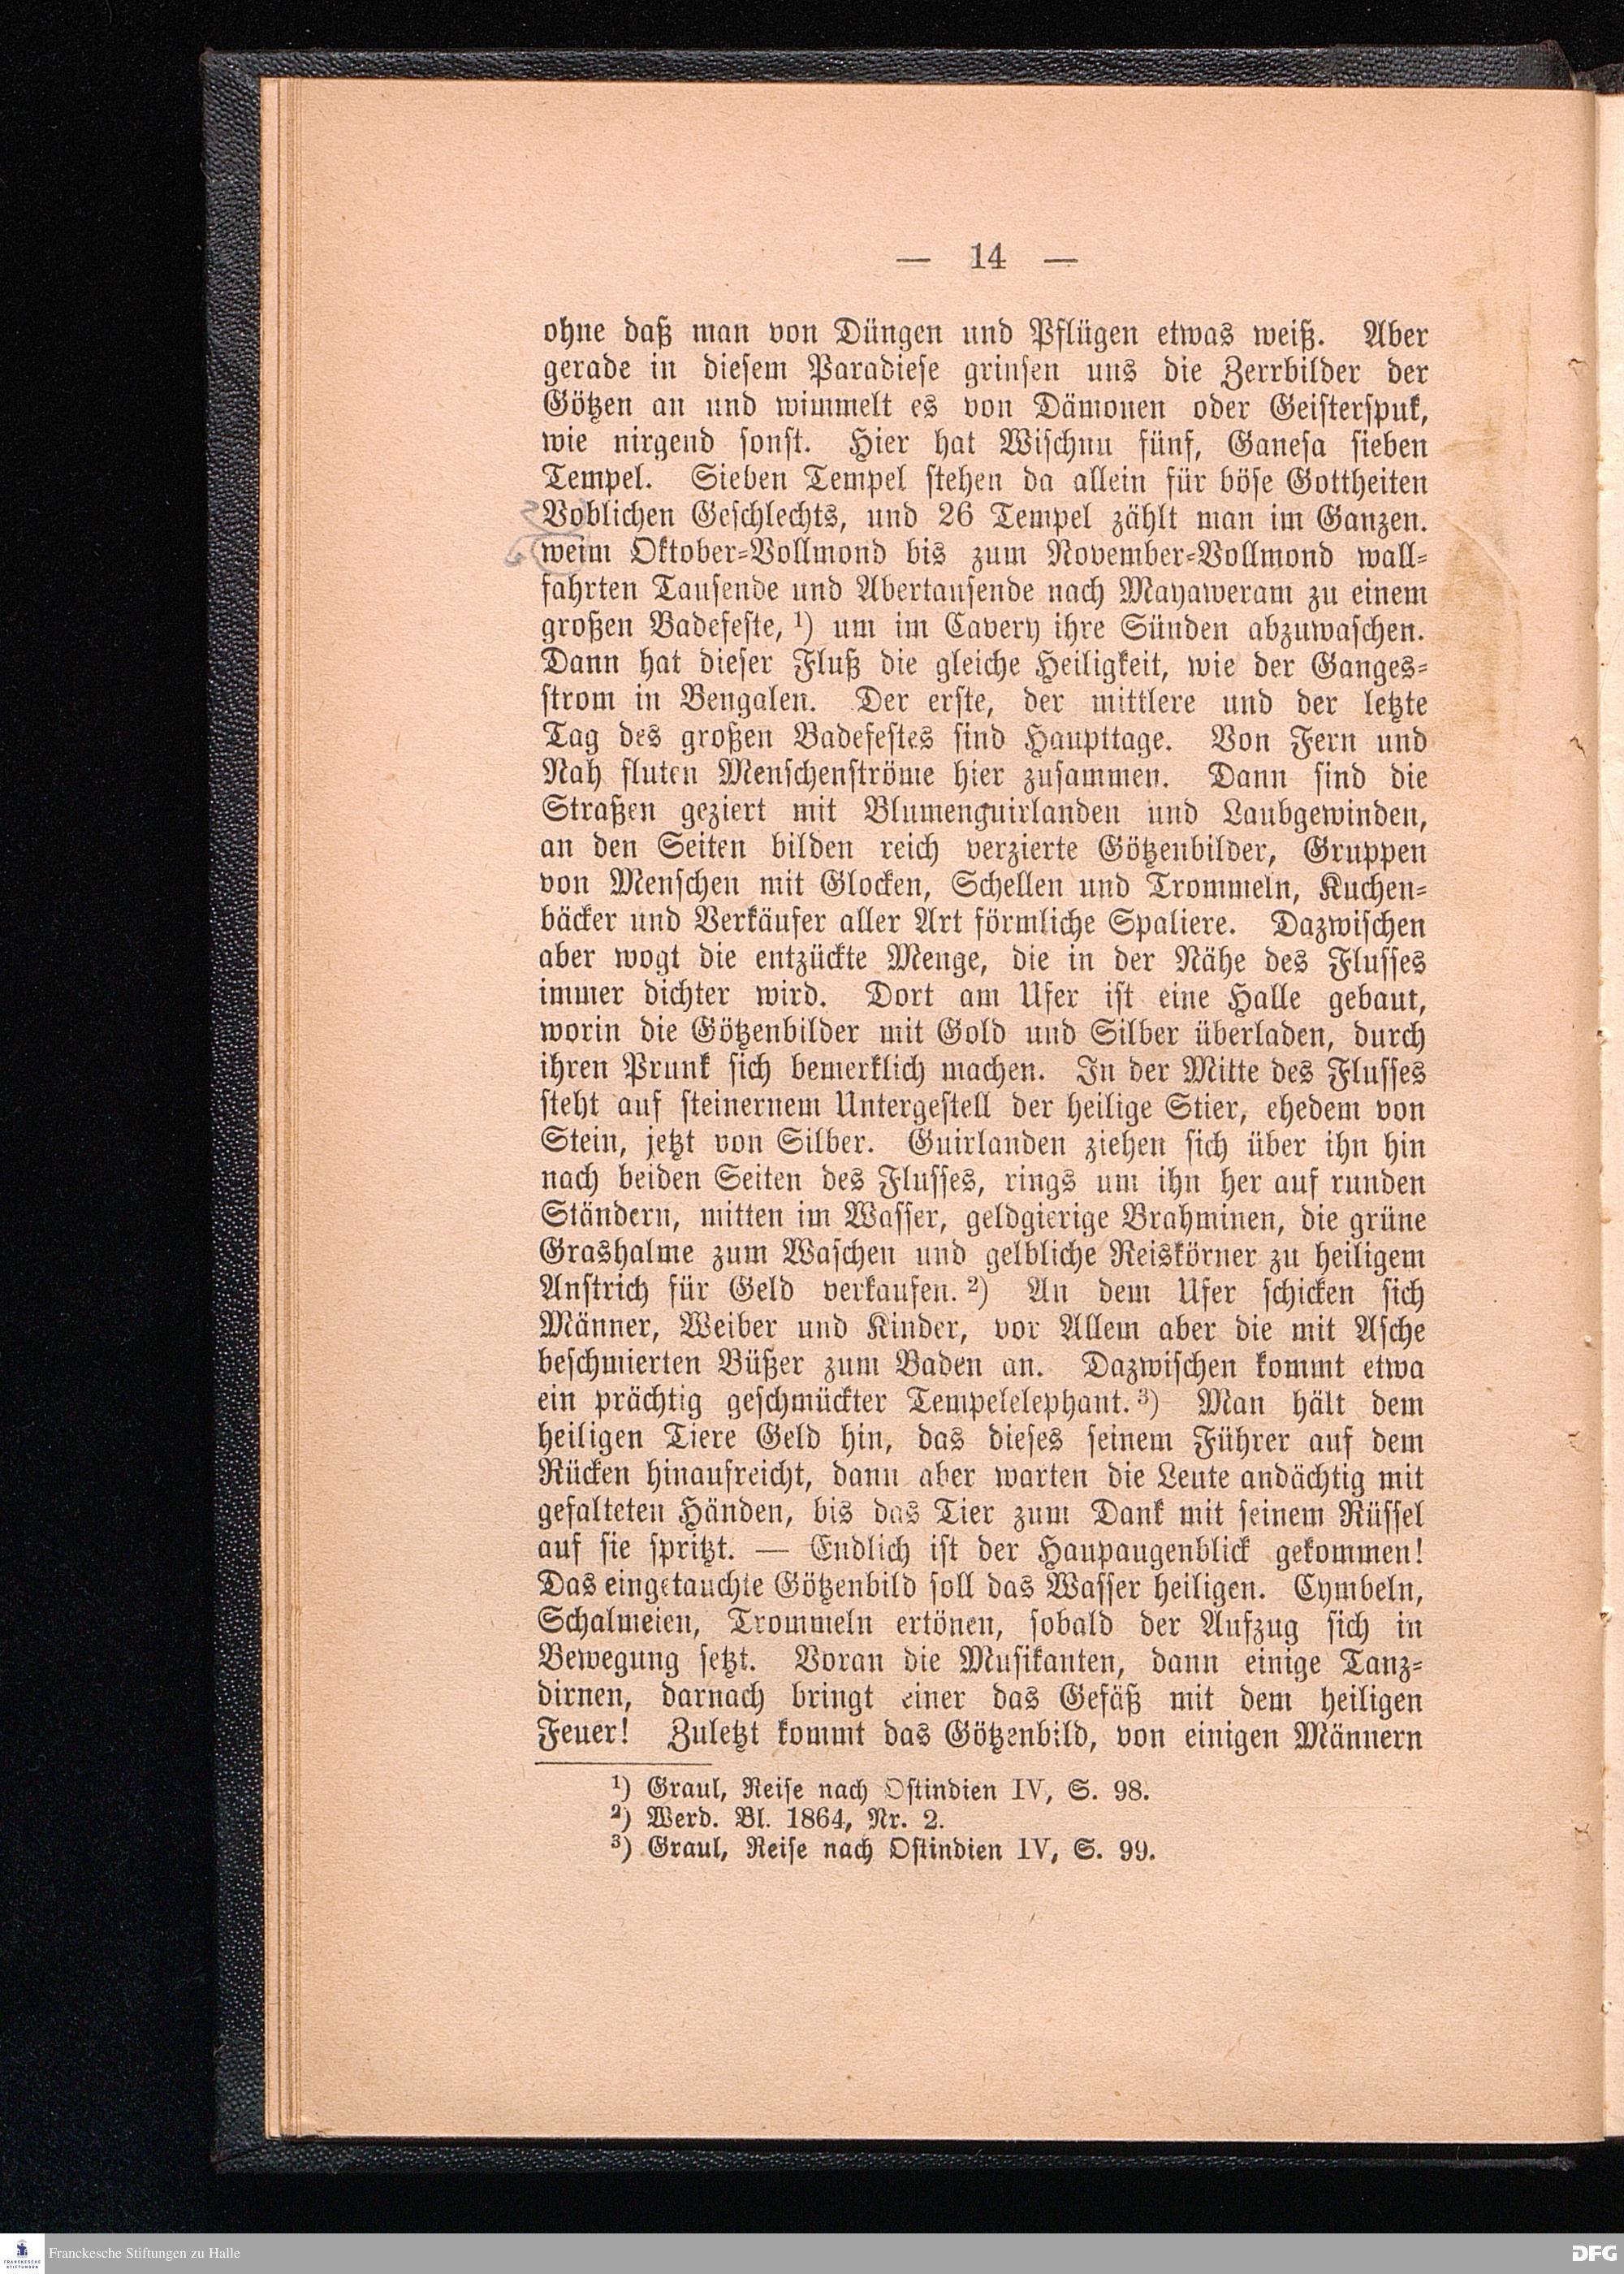 — 14 —
ohne daß man von Düngen und Pflügen etwas weiß. Aber
gerade in diesem Paradiese grinsen uns die Zerrbilder der
Götzen an und wimmelt es von Dämonen oder Geisterspuk,
wie nirgend sonst. Hier hat Wischnu fünf, Ganesa sieben
Tempel. Sieben Tempel stehen da allein für böse Gottheiten
Voblichen Geschlechts, und 26 Tempel zählt man im Ganzen.
weim Oktober-Vollmond bis zum November-Vollmond wall-
fahrten Tausende und Abertausende nach Mayaweram zu einem
großen Badefeste, ¹) um im Cavery ihre Sünden abzuwaschen.
Dann hat dieser Fluß die gleiche Heiligkeit, wie der Ganges-
strom in Bengalen. Der erste, der mittlere und der letzte
Tag des großen Badefestes sind Haupttage. Von Fern und
Nah fluten Menschenströme hier zusammen. Dann sind die
Straßen geziert mit Blumenguirlanden und Laubgewinden,
an den Seiten bilden reich verzierte Götzenbilder, Gruppen
von Menschen mit Glocken, Schellen und Trommeln, Kuchen-
bäcker und Verkäufer aller Art förmliche Spaliere. Dazwischen
aber wogt die entzückte Menge, die in der Nähe des Flusses
immer dichter wird. Dort am Ufer ist eine Halle gebaut,
worin die Götzenbilder mit Gold und Silber überladen, durch
ihren Prunk sich bemerklich machen. In der Mitte des Flusses
steht auf steinernem Untergestell der heilige Stier, ehedem von
Stein, jetzt von Silber. Guirlanden ziehen sich über ihn hin
nach beiden Seiten des Flusses, rings um ihn her auf runden
Ständern, mitten im Wasser, geldgierige Brahminen, die grüne
Grashalme zum Waschen und gelbliche Reiskörner zu heiligem
Anstrich für Geld verkaufen. ²) An dem Ufer schicken sich
Männer, Weiber und Kinder, vor Allem aber die mit Asche
beschmierten Büßer zum Baden an. Dazwischen kommt etwa
ein prächtig geschmückter Tempelelephant. ³) Man hält dem
heiligen Tiere Geld hin, das dieses seinem Führer auf dem
Rücken hinaufreicht, dann aber warten die Leute andächtig mit
gefalteten Händen, bis das Tier zum Dank mit seinem Rüssel
auf sie spritzt. — Endlich ist der Haupaugenblick gekommen!
Das eingetauchte Götzenbild soll das Wasser heiligen. Cymbeln,
Schalmeien, Trommeln ertönen, sobald der Aufzug sich in
Bewegung setzt. Voran die Musikanten, dann einige Tanz-
dirnen, darnach bringt einer das Gefäß mit dem heiligen
Feuer! Zuletzt kommt das Götzenbild, von einigen Männern
¹) Graul, Reise nach Ostindien IV, S. 98.
²) Werd. Bl. 1864, Nr. 2.
³) Graul, Reise nach Ostindien IV, S. 99.
FRANCKESCHE STIFTUNGEN
Franckesche Stiftungen zu Halle
DFG